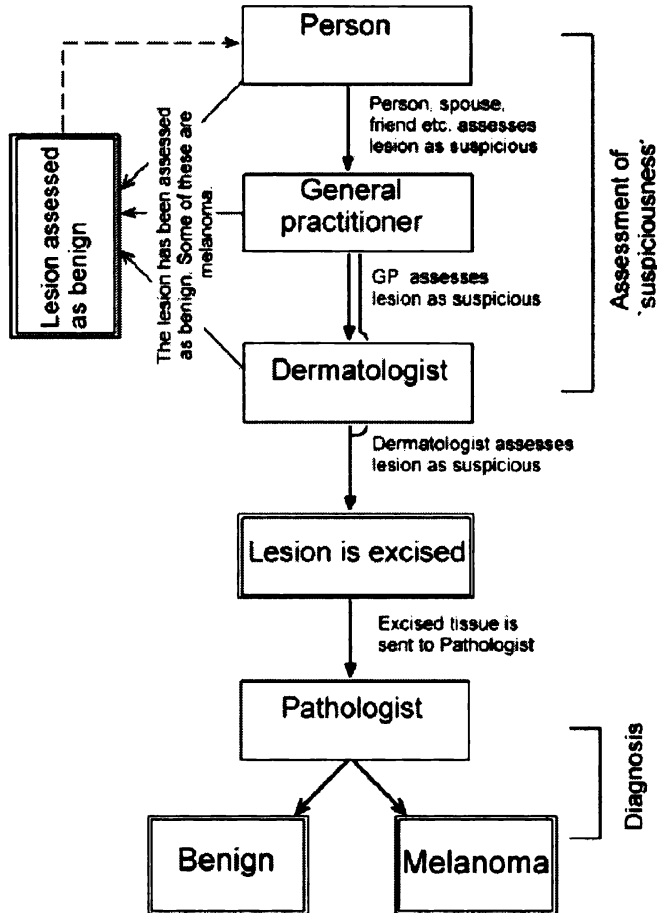 Person
Person, spouse,
friend etc. assesses
lesion as suspicious
Lesion assessed
as benign
The lesion has been assessed
as benign. Some of these are
melanoma.
General
practitioner
GP assesses
lesion as suspicious
Assessment of
`suspiciousness'
Dermatologist
Dermatologist assesses
lesion as suspicious
Lesion is excised
Excised tissue is
sent to Pathologist
Pathologist
Diagnosis
Benign
Melanoma